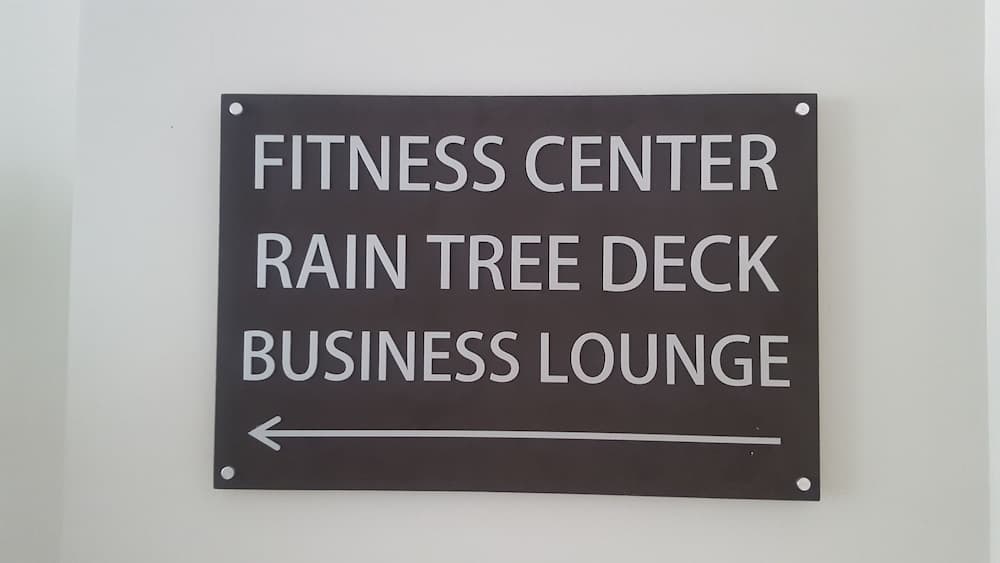 FITNESS CENTER
RAIN TREE DECK
BUSINESS LOUNGE